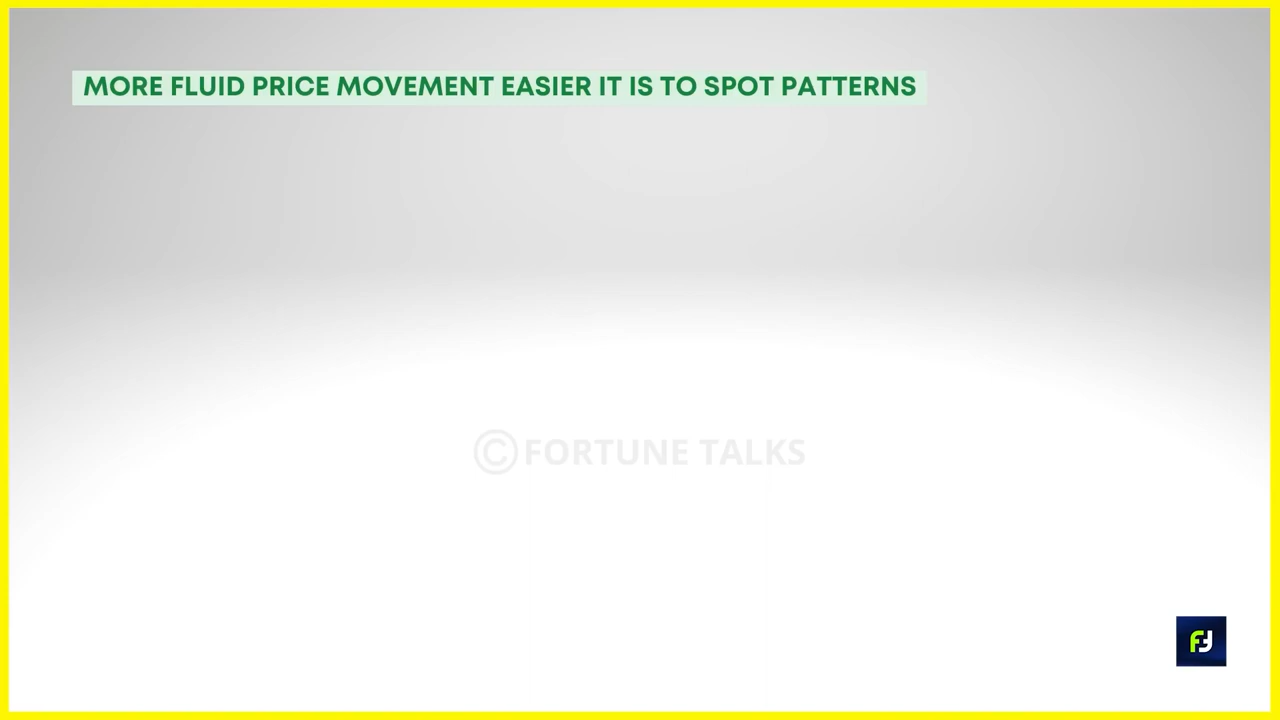 MORE FLUID PRICE MOVEMENT EASIER IT IS TO SPOT PATTERNS
©FORTUNE TALKS